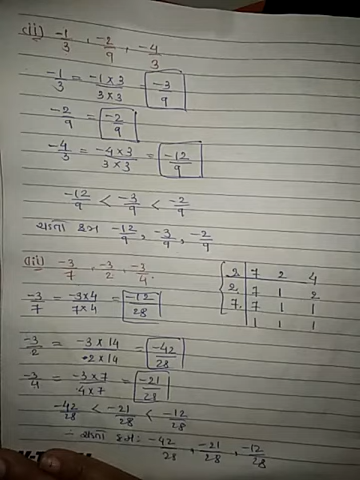 (ii) -1/3 , -2/9 , -4/3
-1/3 = -1×3/3×3 = -3/9
-2/9 = -2/9
-4/3 = -4×3/3×3 = -12/9
-12/9 < -3/9 < -2/9
ચડતા ક્રમ -12/9 , -3/9 , -2/9
(iii) -3/7 , -3/2 , -3/4.
2 | 7 2 4
2. | 7 1 2
7. | 7 1 1
1 1 1
-3/7 = -3×4/7×4 = -12/28
-3/2 = -3×14/2×14 = -42/28
-3/4 = -3×7/4×7 = -21/28
-42/28 < -21/28 < -12/28
∴ ચડતા ક્રમ: -42/28 , -21/28 , -12/28